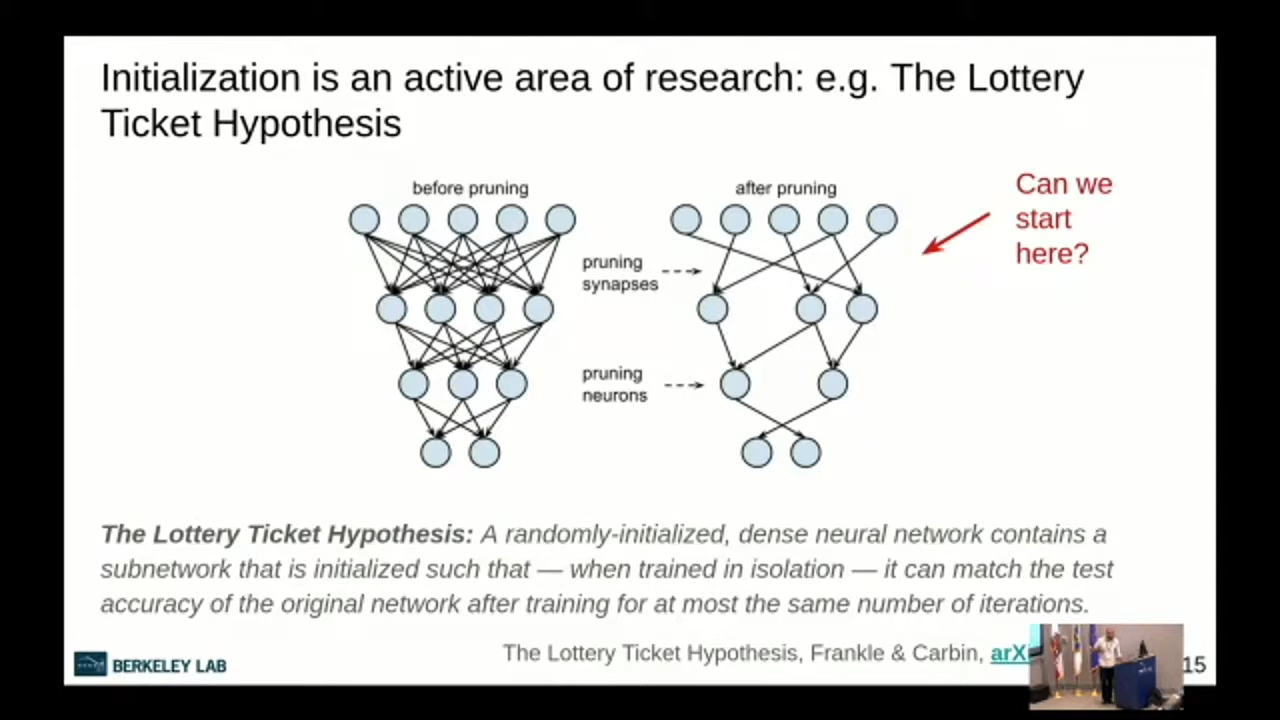 Initialization is an active area of research: e.g. The Lottery
Ticket Hypothesis
before pruning
after pruning
Can we
start
here?
pruning
synapses
pruning
neurons
The Lottery Ticket Hypothesis: A randomly-initialized, dense neural network contains a
subnetwork that is initialized such that — when trained in isolation — it can match the test
accuracy of the original network after training for at most the same number of iterations.
The Lottery Ticket Hypothesis, Frankle & Carbin, arX
BERKELEY LAB
15